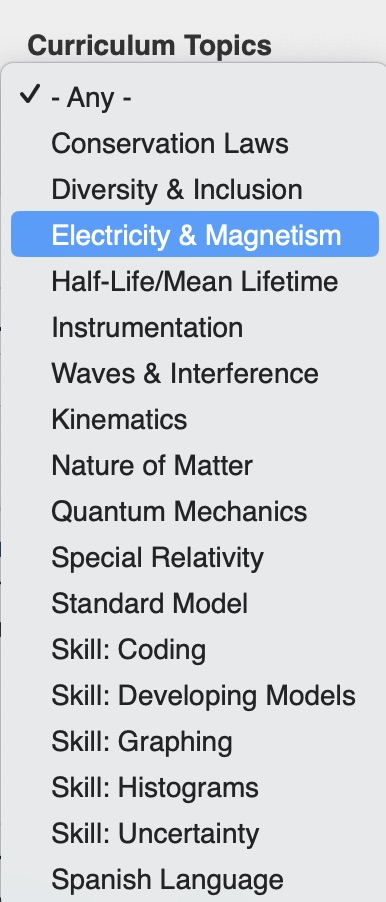 Curriculum Topics
✓ - Any -
Conservation Laws
Diversity & Inclusion
Electricity & Magnetism
Half-Life/Mean Lifetime
Instrumentation
Waves & Interference
Kinematics
Nature of Matter
Quantum Mechanics
Special Relativity
Standard Model
Skill: Coding
Skill: Developing Models
Skill: Graphing
Skill: Histograms
Skill: Uncertainty
Spanish Language